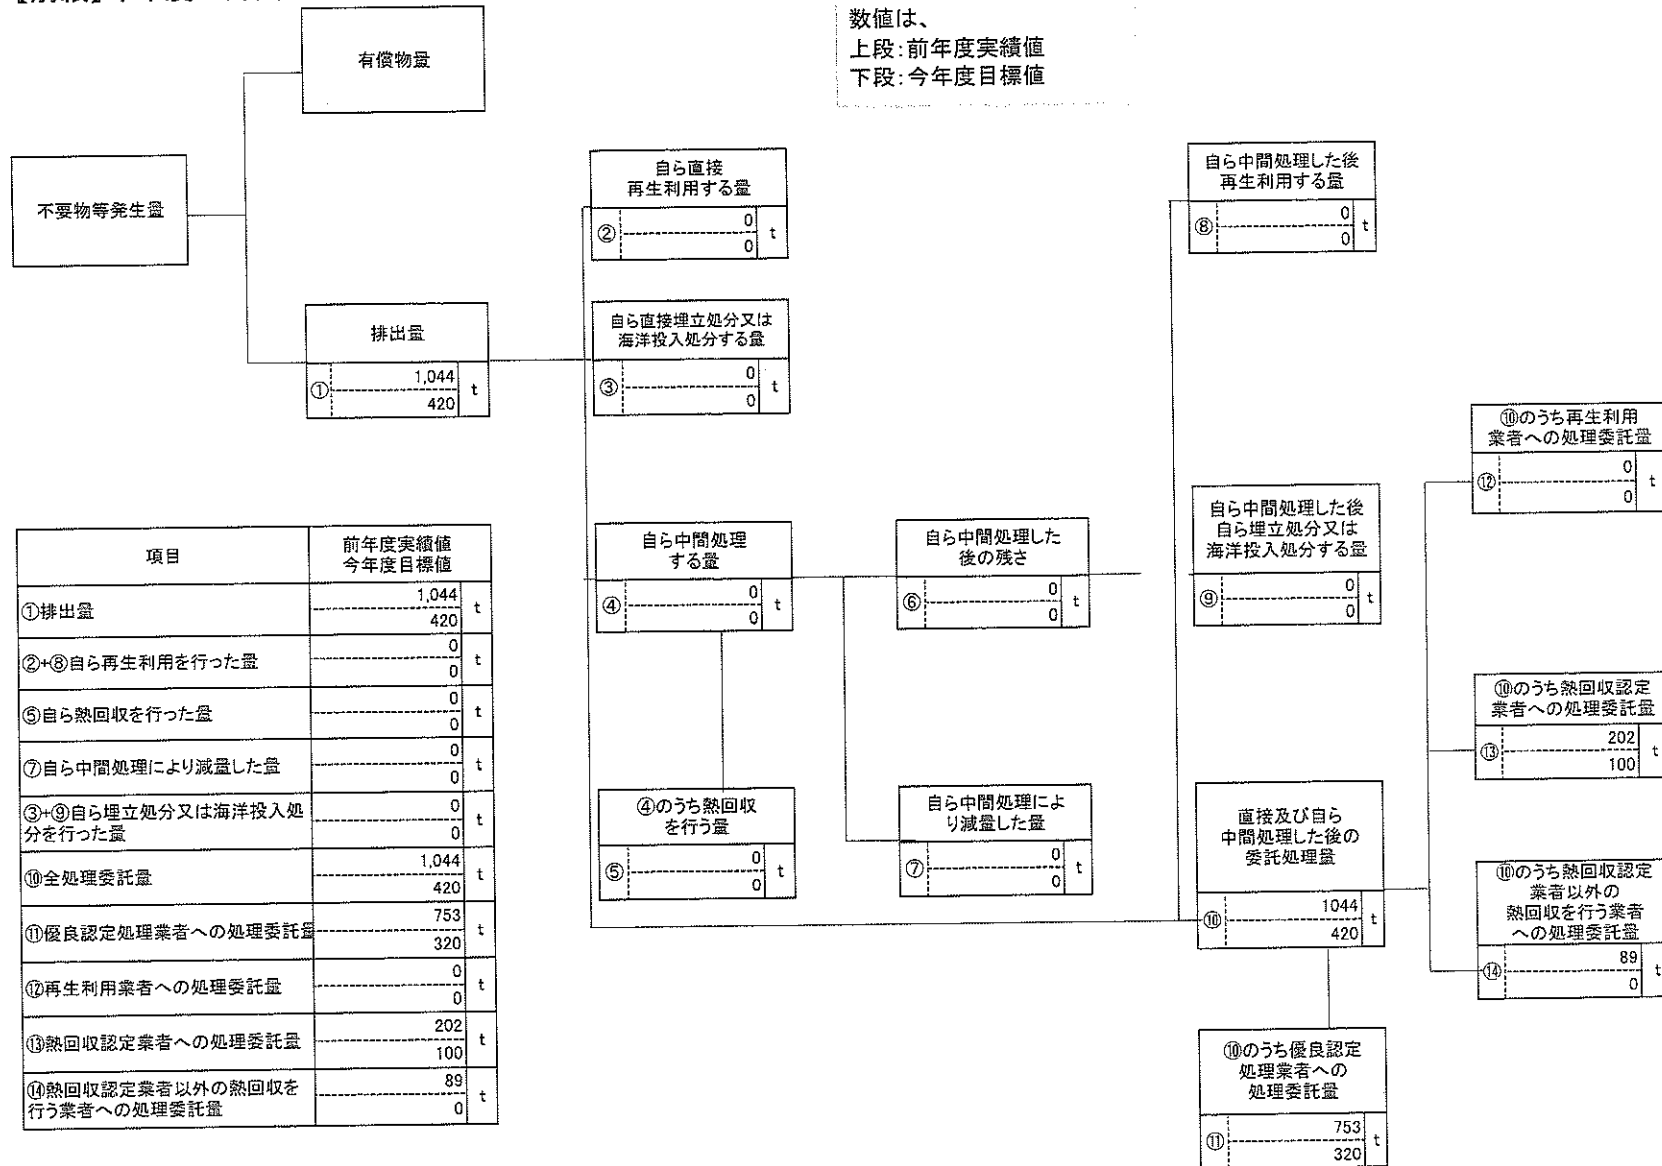 有償物量
数値は、
上段:前年度実績値
下段:今年度目標値
不要物等発生量
自ら直接
再生利用する量
② 0 t
0
自ら中間処理した後
再生利用する量
⑧ 0 t
0
排出量
① 1,044 t
420
自ら直接埋立処分又は
海洋投入処分する量
③ 0 t
0
⑩のうち再生利用
業者への処理委託量
⑫ 0 t
0
自ら中間処理
する量
④ 0 t
0
自ら中間処理した
後の残さ
⑥ 0 t
0
自ら中間処理した後
自ら埋立処分又は
海洋投入処分する量
⑨ 0 t
0
⑩のうち熱回収認定
業者への処理委託量
⑬ 202 t
100
④のうち熱回収
を行う量
⑤ 0 t
0
自ら中間処理によ
り減量した量
⑦ 0 t
0
直接及び自ら
中間処理した後の
委託処理量
⑩ 1044 t
420
⑩のうち熱回収認定
業者以外の
熱回収を行う業者
への処理委託量
⑭ 89 t
0
⑩のうち優良認定
処理業者への
処理委託量
⑪ 753 t
320
項目 前年度実績値
今年度目標値
①排出量 1,044 t
420
②+⑧自ら再生利用を行った量 0 t
0
⑤自ら熱回収を行った量 0 t
0
⑦自ら中間処理により減量した量 0 t
0
③+⑨自ら埋立処分又は海洋投入処 0 t
分を行った量 0
⑩全処理委託量 1,044 t
420
⑪優良認定処理業者への処理委託量 753 t
320
⑫再生利用業者への処理委託量 0 t
0
⑬熱回収認定業者への処理委託量 202 t
100
⑭熱回収認定業者以外の熱回収を 89 t
行う業者への処理委託量 0